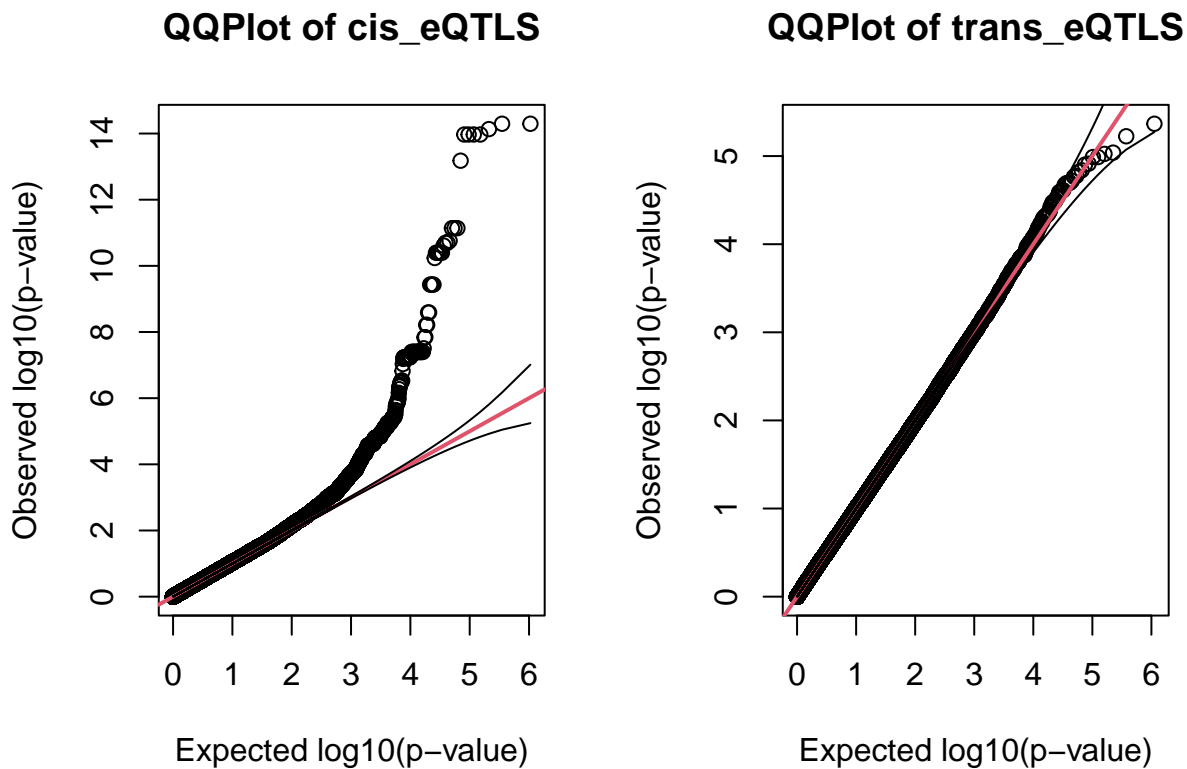 QQPlot of cis_eQTLS
Observed log10(p−value)
14
12
10
8
6
4
2
0
0 1 2 3 4 5 6
Expected log10(p−value)
QQPlot of trans_eQTLS
Observed log10(p−value)
5
4
3
2
1
0
0 1 2 3 4 5 6
Expected log10(p−value)